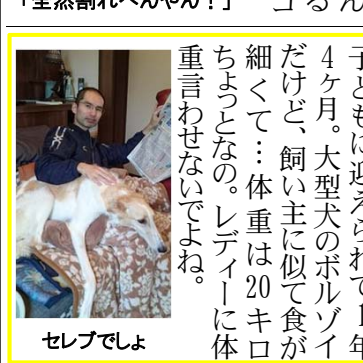 「全然割れへんやん！」
子どもに迎えられて1年
4ヶ月。大型犬のボルゾイ
だけど、飼い主に似て食が
細くて…体重は20キロ
ちょっとなの。レディーに体
重言わせないでよね。
セレブでしょ